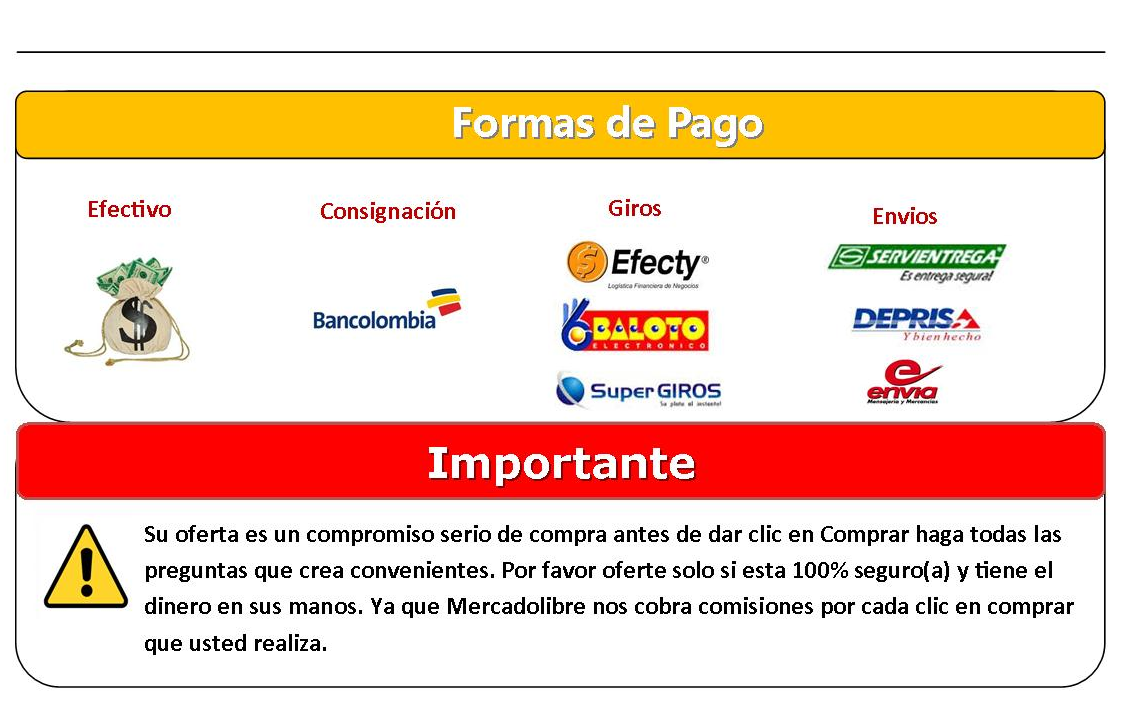 Formas de Pago
Efectivo
Consignación
Giros
Envios
$
Bancolombia
$ Efecty®
Logística Financiera de Negocios
BALOTO
ELECTRONICO
SuperGIROS
Su plata al instante!
SERVIENTREGA
Es entrega segura!
DEPRISA
Y bien hecho
e
envía
Mensajería y Mercancías
Importante
Su oferta es un compromiso serio de compra antes de dar clic en Comprar haga todas las
preguntas que crea convenientes. Por favor oferte solo si esta 100% seguro(a) y tiene el
dinero en sus manos. Ya que Mercadolibre nos cobra comisiones por cada clic en comprar
que usted realiza.